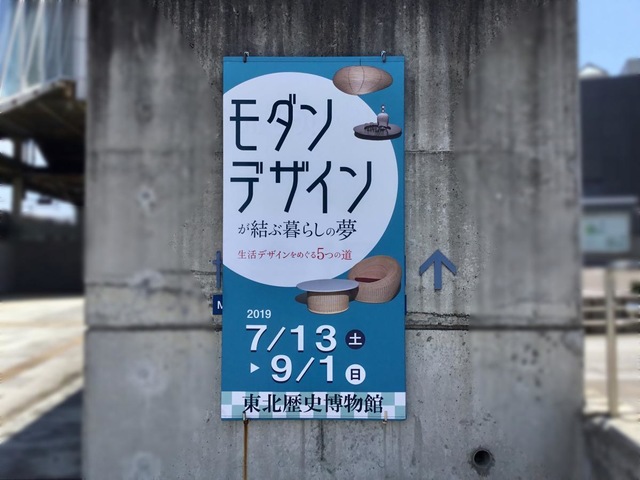 モダン
デザイン
が結ぶ暮らしの夢
生活デザインをめぐる5つの道
2019
7/13 土
▶ 9/1 日
東北歴史博物館